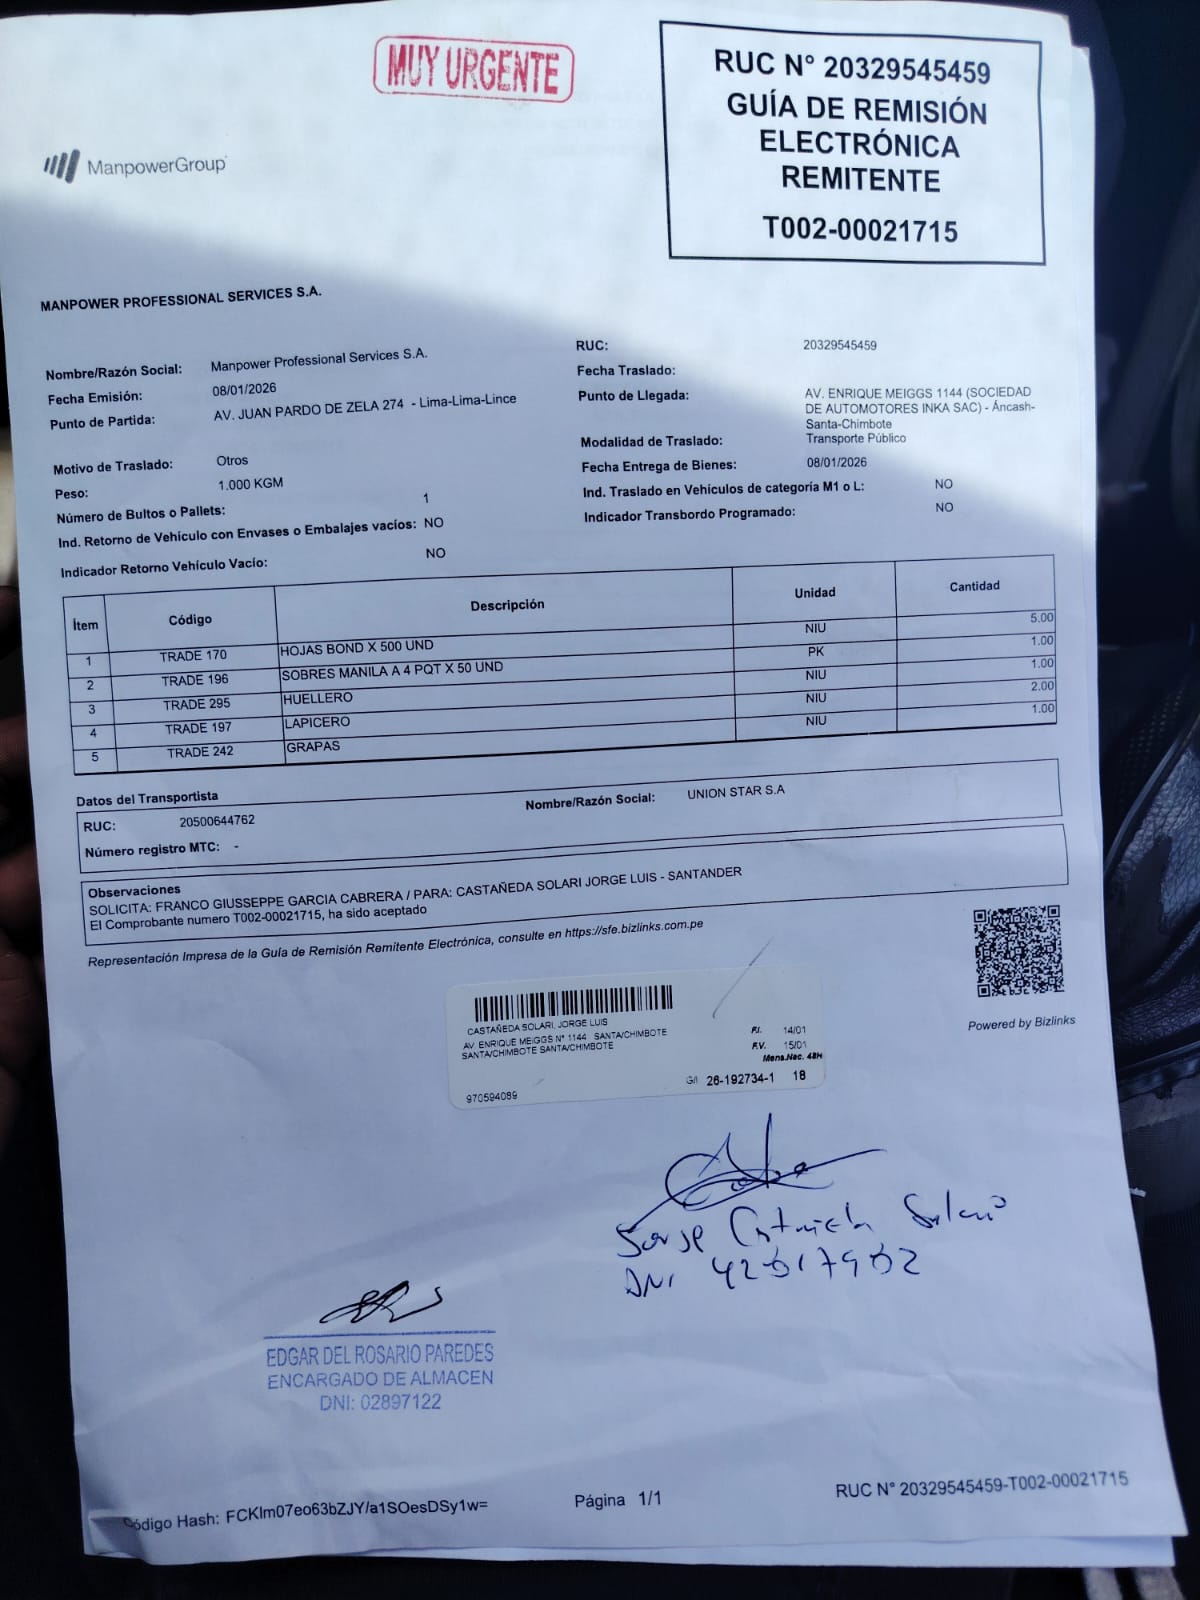 MUY URGENTE
RUC N° 20329545459
GUÍA DE REMISIÓN
ELECTRÓNICA
REMITENTE
T002-00021715
ManpowerGroup
MANPOWER PROFESSIONAL SERVICES S.A.
Nombre/Razón Social: Manpower Professional Services S.A.
Fecha Emisión: 08/01/2026
Punto de Partida: AV. JUAN PARDO DE ZELA 274 - Lima-Lima-Lince
RUC: 20329545459
Fecha Traslado:
Punto de Llegada: AV. ENRIQUE MEIGGS 1144 (SOCIEDAD
DE AUTOMOTORES INKA SAC) - Áncash-
Santa-Chimbote
Modalidad de Traslado: Transporte Público
Fecha Entrega de Bienes: 08/01/2026
Ind. Traslado en Vehículos de categoría M1 o L: NO
Indicador Transbordo Programado: NO
Motivo de Traslado: Otros
Peso: 1.000 KGM
Número de Bultos o Pallets: 1
Ind. Retorno de Vehículo con Envases o Embalajes vacíos: NO
Indicador Retorno Vehículo Vacío: NO
Ítem Código Descripción Unidad Cantidad
1 TRADE 170 HOJAS BOND X 500 UND NIU 5.00
2 TRADE 196 SOBRES MANILA A 4 PQT X 50 UND PK 1.00
3 TRADE 295 HUELLERO NIU 1.00
4 TRADE 197 LAPICERO NIU 2.00
5 TRADE 242 GRAPAS NIU 1.00
Datos del Transportista
RUC: 20500644762 Nombre/Razón Social: UNION STAR S.A
Número registro MTC: -
Observaciones
SOLICITA: FRANCO GIUSSEPPE GARCIA CABRERA / PARA: CASTAÑEDA SOLARI JORGE LUIS - SANTANDER
El Comprobante numero T002-00021715, ha sido aceptado
Representación Impresa de la Guía de Remisión Remitente Electrónica, consulte en https://sfe.bizlinks.com.pe
Powered by Bizlinks
CASTAÑEDA SOLARI, JORGE LUIS
AV ENRIQUE MEIGGS N° 1144 SANTA/CHIMBOTE
SANTA/CHIMBOTE SANTA/CHIMBOTE
F.I. 14/01
F.V. 15/01
Mens.Nac. 48H
G/I 26-192734-1 18
970594089
Jorge Castañeda Solari
DNI
EDGAR DEL ROSARIO PAREDES
ENCARGADO DE ALMACEN
DNI: 02897122
Código Hash: FCKlm07eo63bZJY/a1SOesDSy1w=
Página 1/1
RUC N° 20329545459-T002-00021715